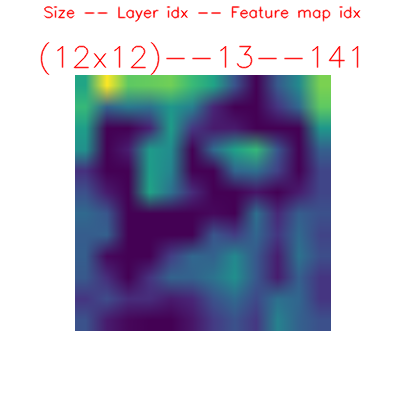 Size -- Layer idx -- Feature map idx
(12x12)--13--141